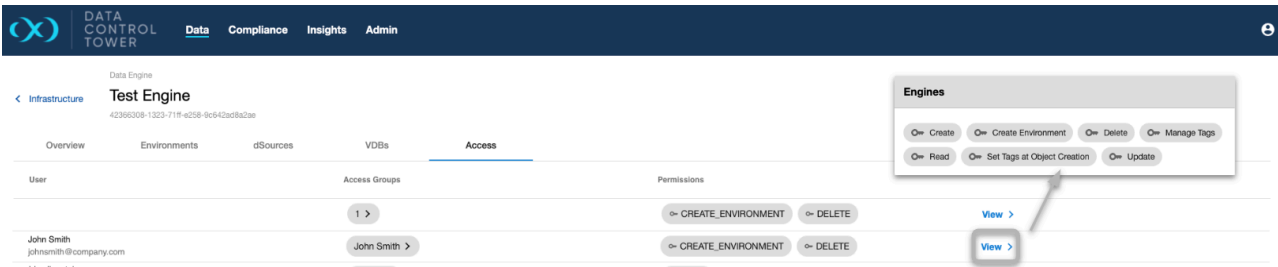 DATA
CONTROL
TOWER
Data Compliance Insights Admin
Data Engine
Infrastructure
Test Engine
42366308-1323-71ff-e258-9c642ad8a2ae
Engines
Create Create Environment Delete Manage Tags
Read Set Tags at Object Creation Update
Overview Environments dSources VDBs Access
User Access Groups Permissions
1 > CREATE_ENVIRONMENT DELETE View >
John Smith
johnsmith@company.com
John Smith > CREATE_ENVIRONMENT DELETE View >